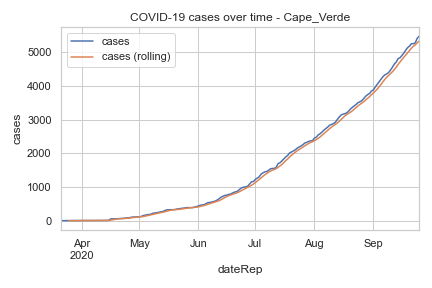 COVID-19 cases over time - Cape_Verde
cases
cases (rolling)
cases
5000
4000
3000
2000
1000
0
Apr May Jun Jul Aug Sep
2020
dateRep